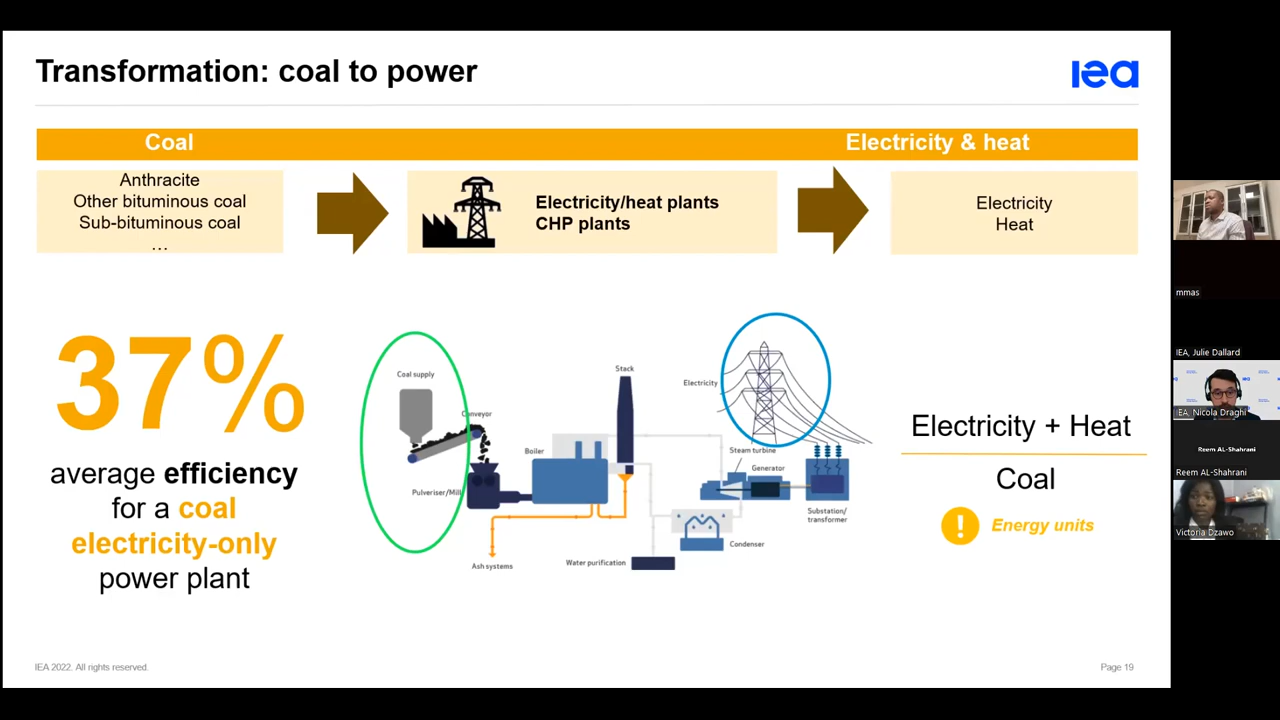 Transformation: coal to power
iea
Coal
Electricity & heat
Anthracite
Other bituminous coal
Sub-bituminous coal
…
Electricity/heat plants
CHP plants
Electricity
Heat
37%
average efficiency
for a coal
electricity-only
power plant
Coal supply
Conveyor
Pulveriser/Mill
Ash systems
Boiler
Stack
Water purification
Electricity
Steam turbine
Generator
Condenser
Substation/
transformer
Electricity + Heat
Coal
! Energy units
IEA 2022. All rights reserved.
Page 19
mmas
IEA, Julie Dallard
IEA. Nicola Draghi
Reem AL-Shahrani
Reem AL-Shahrani
Victoria Dzawo